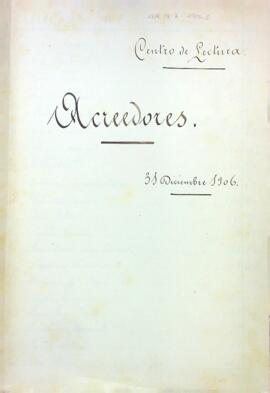 Centro de Lectura.
Acreedores.
31 Diciembre 1906.